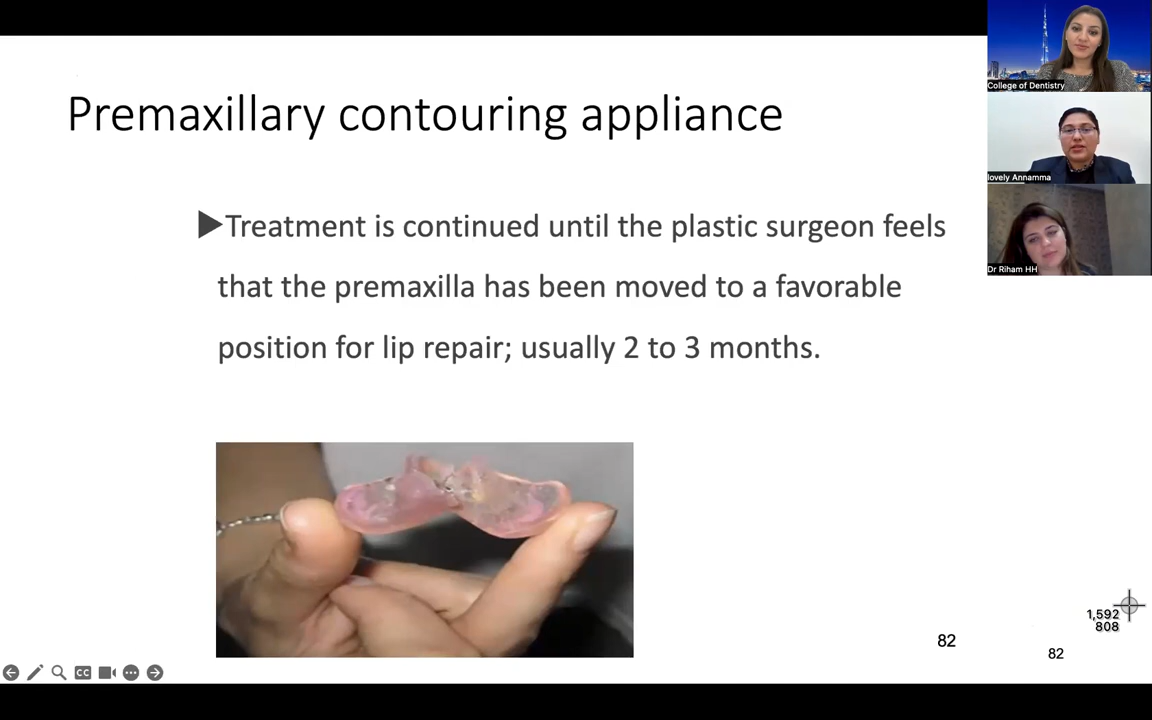 Premaxillary contouring appliance
▶Treatment is continued until the plastic surgeon feels
that the premaxilla has been moved to a favorable
position for lip repair; usually 2 to 3 months.
College of Dentistry
lovely Annamma
Dr Riham HH
1,592
808
82
82
CC